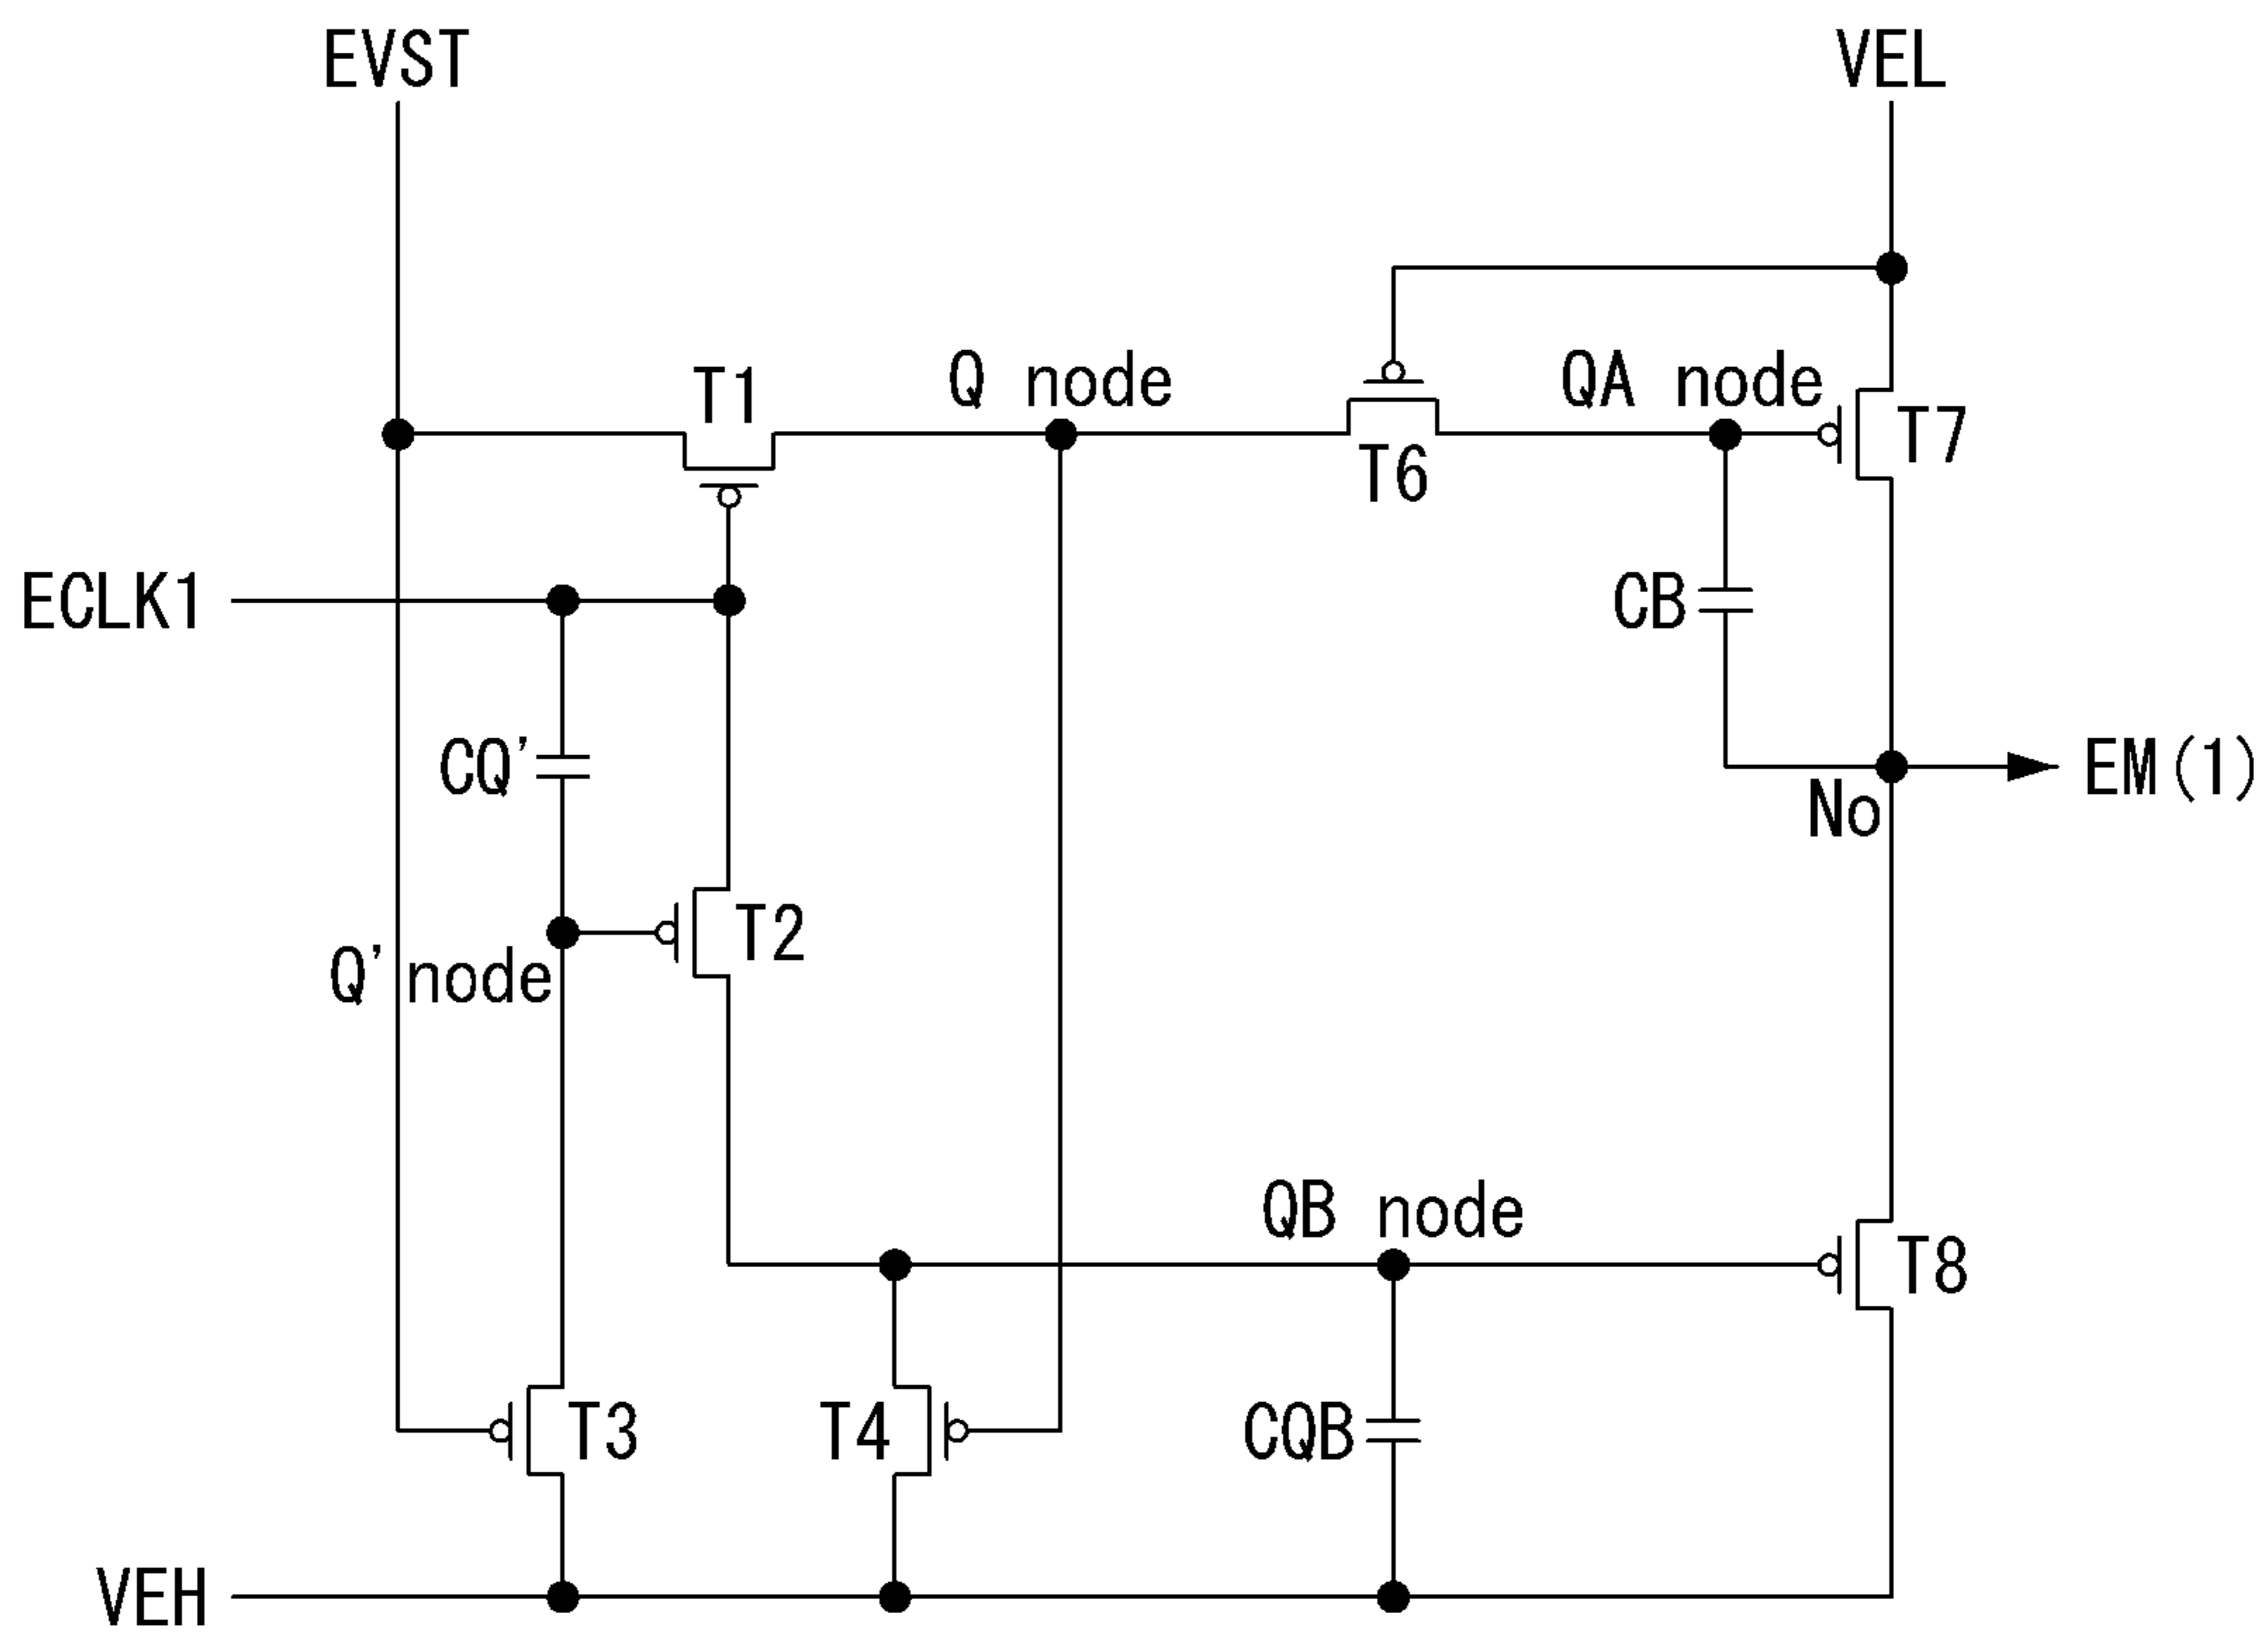 EVST
VEL
T1
Q node
QA node
T7
T6
ECLK1
CB
CQ'
EM(1)
No
T2
Q' node
QB node
T8
T3
T4
CQB
VEH